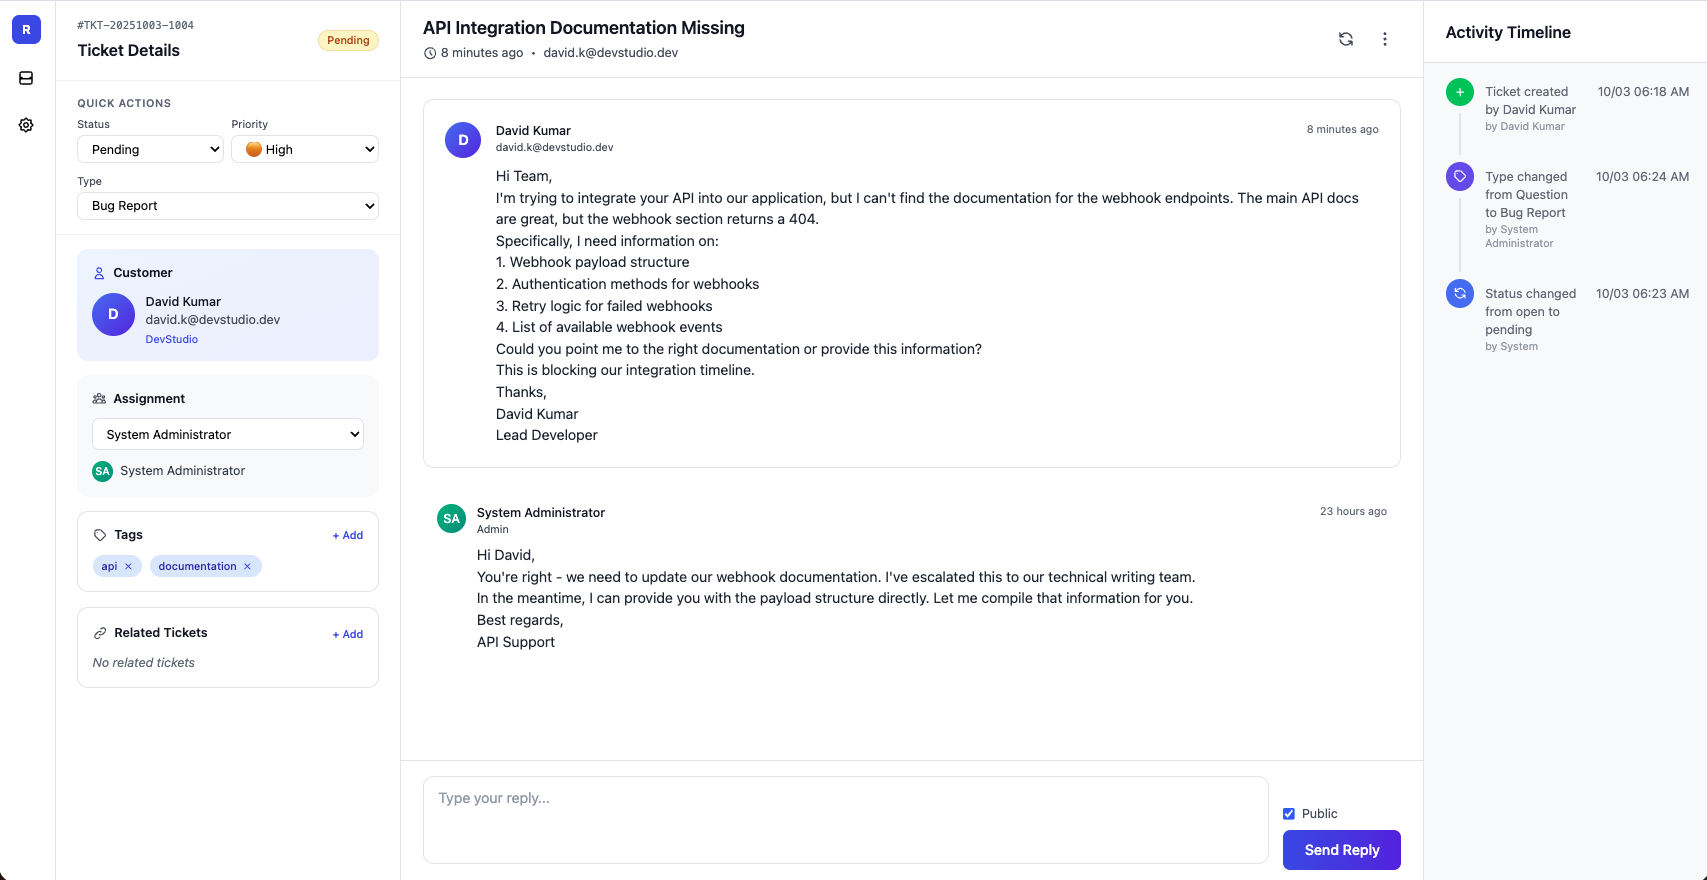 R
#TKT-20251003-1004
Ticket Details
Pending
QUICK ACTIONS
Status
Priority
Pending
High
Type
Bug Report
Customer
D
David Kumar
david.k@devstudio.dev
DevStudio
Assignment
System Administrator
SA
System Administrator
Tags
+ Add
api ×
documentation ×
Related Tickets
+ Add
No related tickets
API Integration Documentation Missing
8 minutes ago • david.k@devstudio.dev
D
David Kumar
8 minutes ago
david.k@devstudio.dev
Hi Team,
I'm trying to integrate your API into our application, but I can't find the documentation for the webhook endpoints. The main API docs
are great, but the webhook section returns a 404.
Specifically, I need information on:
1. Webhook payload structure
2. Authentication methods for webhooks
3. Retry logic for failed webhooks
4. List of available webhook events
Could you point me to the right documentation or provide this information?
This is blocking our integration timeline.
Thanks,
David Kumar
Lead Developer
SA
System Administrator
23 hours ago
Admin
Hi David,
You're right - we need to update our webhook documentation. I've escalated this to our technical writing team.
In the meantime, I can provide you with the payload structure directly. Let me compile that information for you.
Best regards,
API Support
Type your reply...
Public
Send Reply
Activity Timeline
Ticket created
by David Kumar
10/03 06:18 AM
by David Kumar
Type changed
from Question
to Bug Report
10/03 06:24 AM
by System
Administrator
Status changed
from open to
pending
10/03 06:23 AM
by System